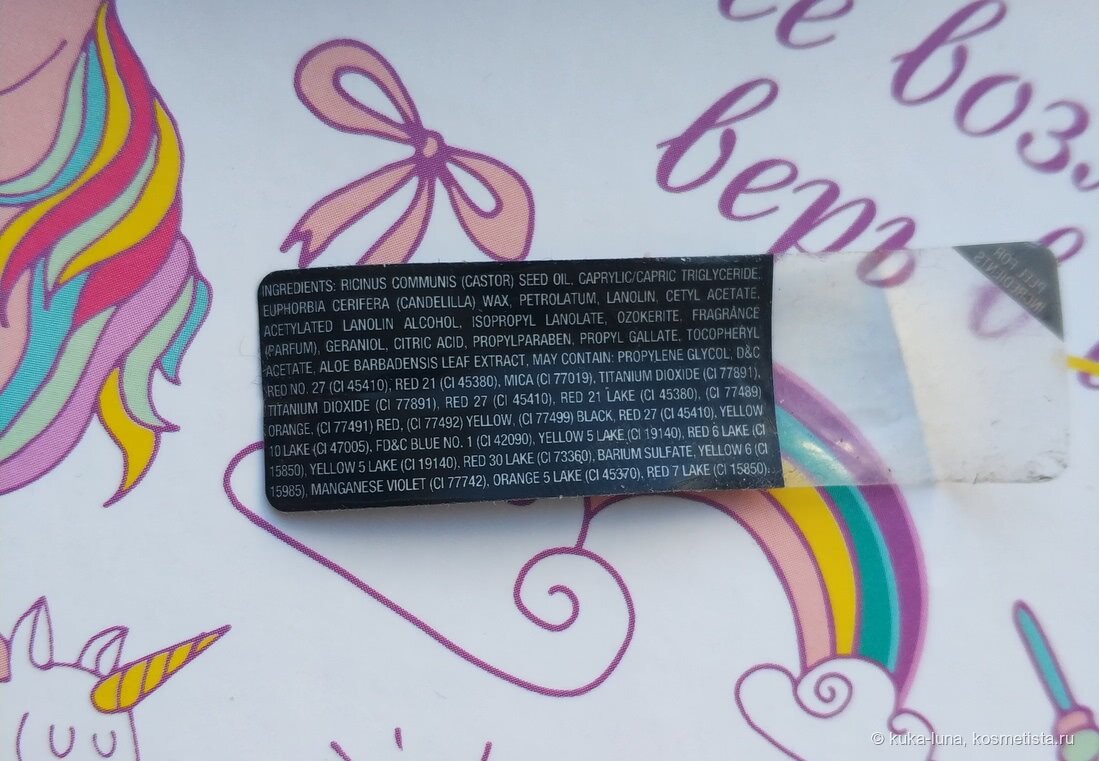 се воз
верт
INGREDIENTS: RICINUS COMMUNIS (CASTOR) SEED OIL, CAPRYLIC/CAPRIC TRIGLYCERIDE,
EUPHORBIA CERIFERA (CANDELILLA) WAX, PETROLATUM, LANOLIN, CETYL ACETATE,
ACETYLATED LANOLIN ALCOHOL, ISOPROPYL LANOLATE, OZOKERITE, FRAGRANCE
(PARFUM), GERANIOL, CITRIC ACID, PROPYLPARABEN, PROPYL GALLATE, TOCOPHERYL
ACETATE, ALOE BARBADENSIS LEAF EXTRACT, MAY CONTAIN: PROPYLENE GLYCOL, D&C
RED NO. 27 (CI 45410), RED 21 (CI 45380), MICA (CI 77019), TITANIUM DIOXIDE (CI 77891),
TITANIUM DIOXIDE (CI 77891), RED 27 (CI 45410), RED 21 LAKE (CI 45380), (CI 77489)
ORANGE, (CI 77491) RED, (CI 77492) YELLOW, (CI 77499) BLACK, RED 27 (CI 45410), YELLOW
10 LAKE (CI 47005), FD&C BLUE NO. 1 (CI 42090), YELLOW 5 LAKE (CI 19140), RED 6 LAKE (CI
15850), YELLOW 5 LAKE (CI 19140), RED 30 LAKE (CI 73360), BARIUM SULFATE, YELLOW 6 (CI
15985), MANGANESE VIOLET (CI 77742), ORANGE 5 LAKE (CI 45370), RED 7 LAKE (CI 15850).
PEEL FOR
INGREDIENTS
© kuka-luna, kosmetista.ru